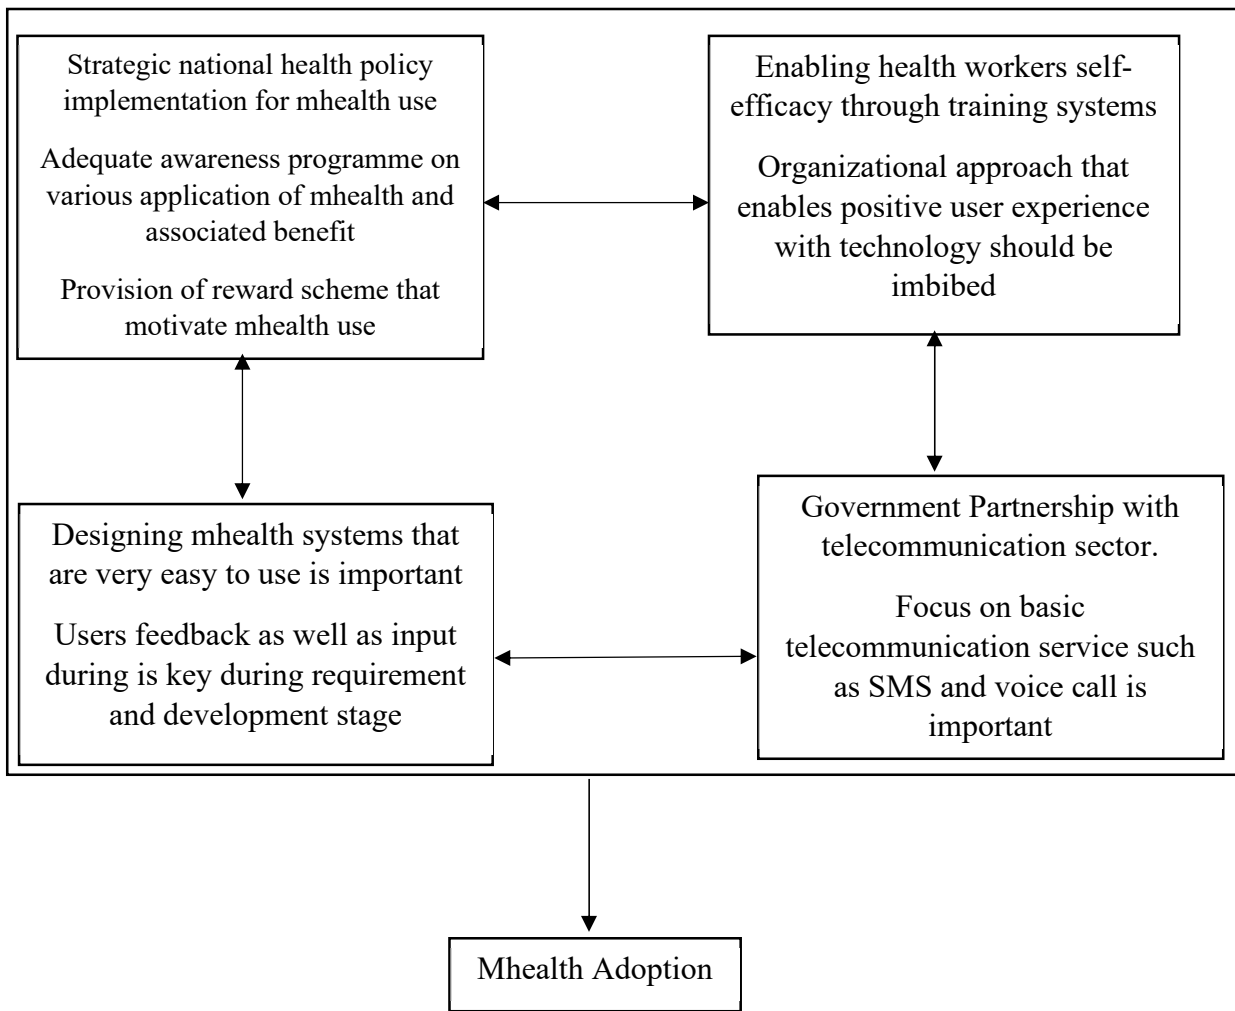 Strategic national health policy
implementation for mhealth use
Adequate awareness programme on
various application of mhealth and
associated benefit
Provision of reward scheme that
motivate mhealth use
Enabling health workers self-
efficacy through training systems
Organizational approach that
enables positive user experience
with technology should be
imbibed
Designing mhealth systems that
are very easy to use is important
Users feedback as well as input
during is key during requirement
and development stage
Government Partnership with
telecommunication sector.
Focus on basic
telecommunication service such
as SMS and voice call is
important
Mhealth Adoption